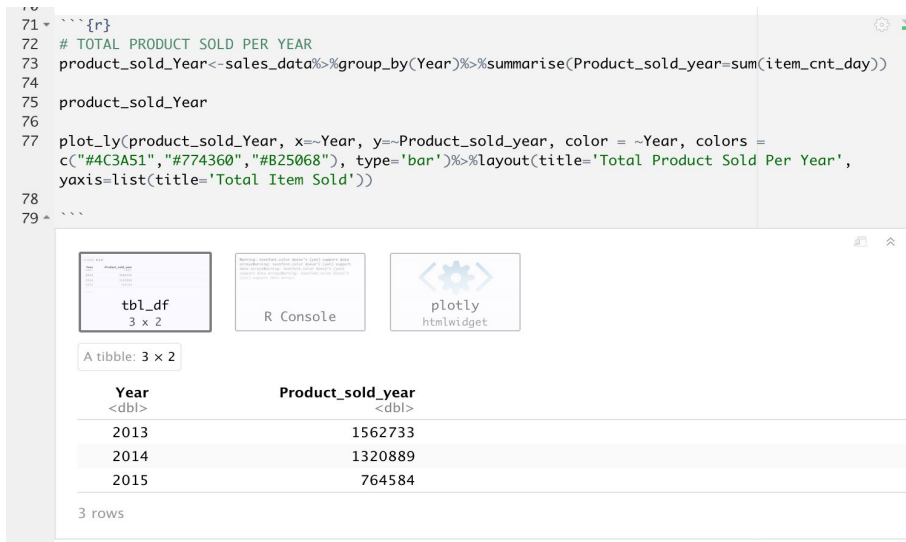 71 ```{r}
72 # TOTAL PRODUCT SOLD PER YEAR
73 product_sold_Year<-sales_data%>%group_by(Year)%>%summarise(Product_sold_year=sum(item_cnt_day))
74
75 product_sold_Year
76
77 plot_ly(product_sold_Year, x=~Year, y=~Product_sold_year, color = ~Year, colors =
c("#4C3A51","#774360","#B25068"), type='bar')%>%layout(title='Total Product Sold Per Year',
yaxis=list(title='Total Item Sold'))
78
79 ```
tbl_df
3 x 2
R Console
plotly
htmlwidget
A tibble: 3 × 2
Year Product_sold_year
<dbl> <dbl>
2013 1562733
2014 1320889
2015 764584
3 rows